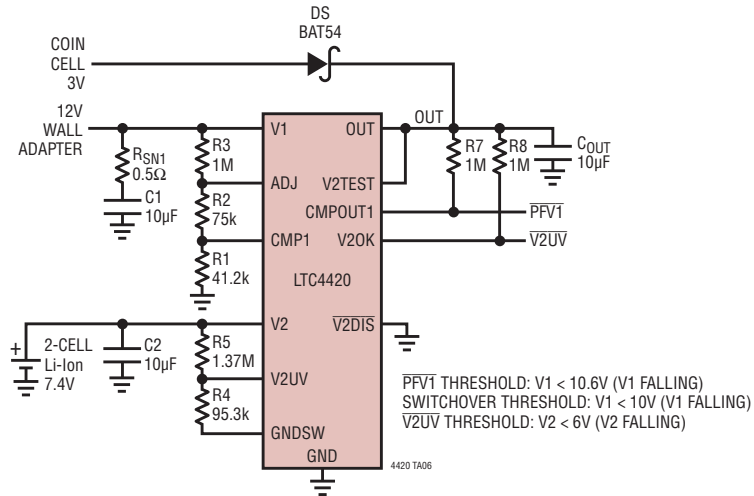 DS
BAT54
COIN
CELL
3V
12V
WALL
ADAPTER
OUT
V1
OUT
R3
1M
R7
1M
R8
1M
COUT
10µF
RSN1
0.5Ω
C1
10µF
ADJ
V2TEST
R2
75k
CMPOUT1
PFV1
CMP1
V2OK
V2UV
R1
41.2k
LTC4420
V2
V2DIS
+
2-CELL
Li-Ion
7.4V
C2
10µF
R5
1.37M
V2UV
R4
95.3k
GNDSW
GND
PFV1 THRESHOLD: V1 < 10.6V (V1 FALLING)
SWITCHOVER THRESHOLD: V1 < 10V (V1 FALLING)
V2UV THRESHOLD: V2 < 6V (V2 FALLING)
4420 TA06